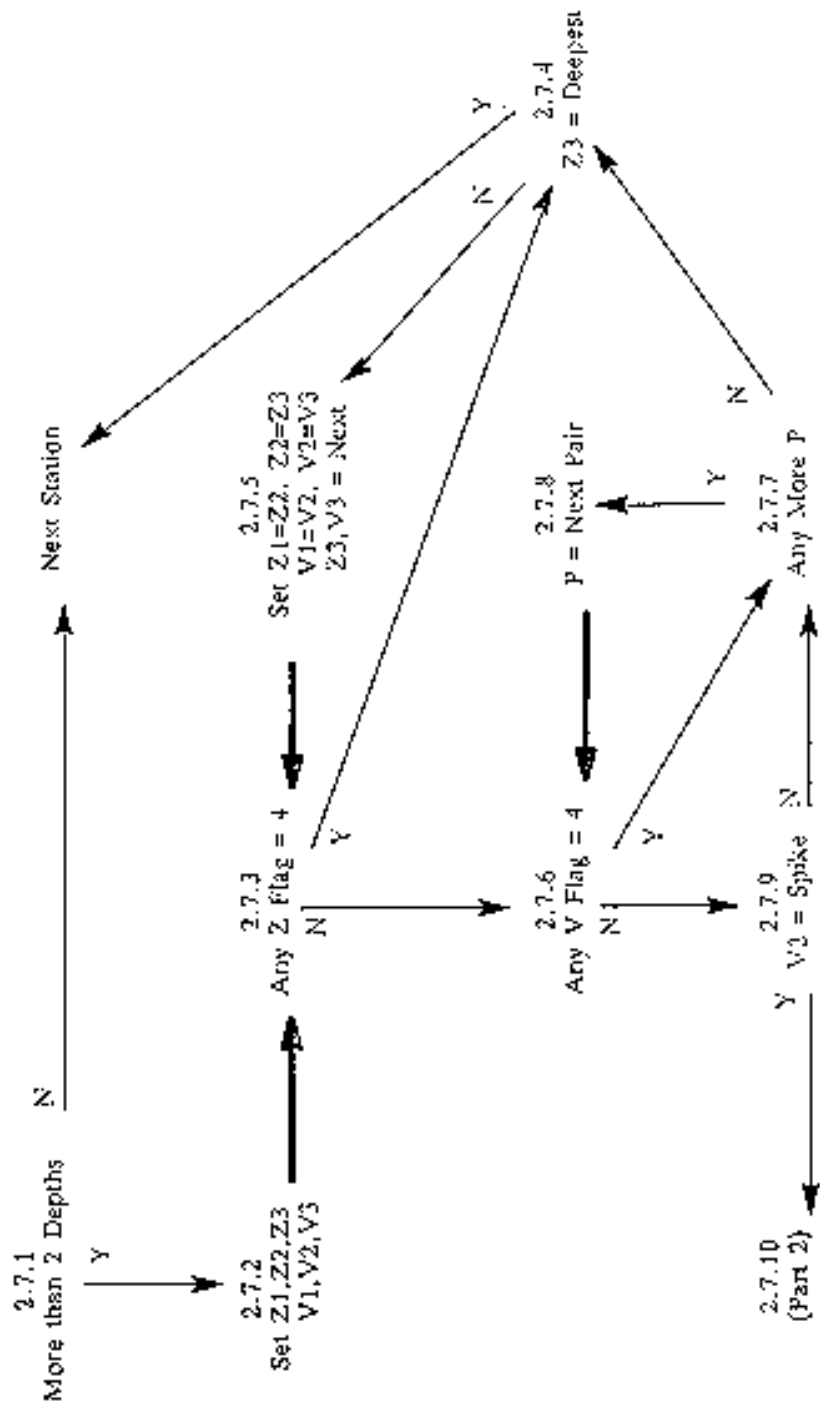 2.7.1
More than 2 Depths
N
Next Station
Y
2.7.2
Set Z1,Z2,Z3
V1,V2,V3
2.7.3
Any Z Flag = 4
N
Y
2.7.5
Set Z1=Z2, Z2=Z3
V1=V2, V2=V3
Z3,V3 = Next
N
Y
2.7.4
Z3 = Deepest
2.7.6
Any V Flag = 4
N
Y
2.7.8
P = Next Pair
Y
2.7.10
(Part 2)
Y
2.7.9
V2 = Spike
N
2.7.7
Any More P
N